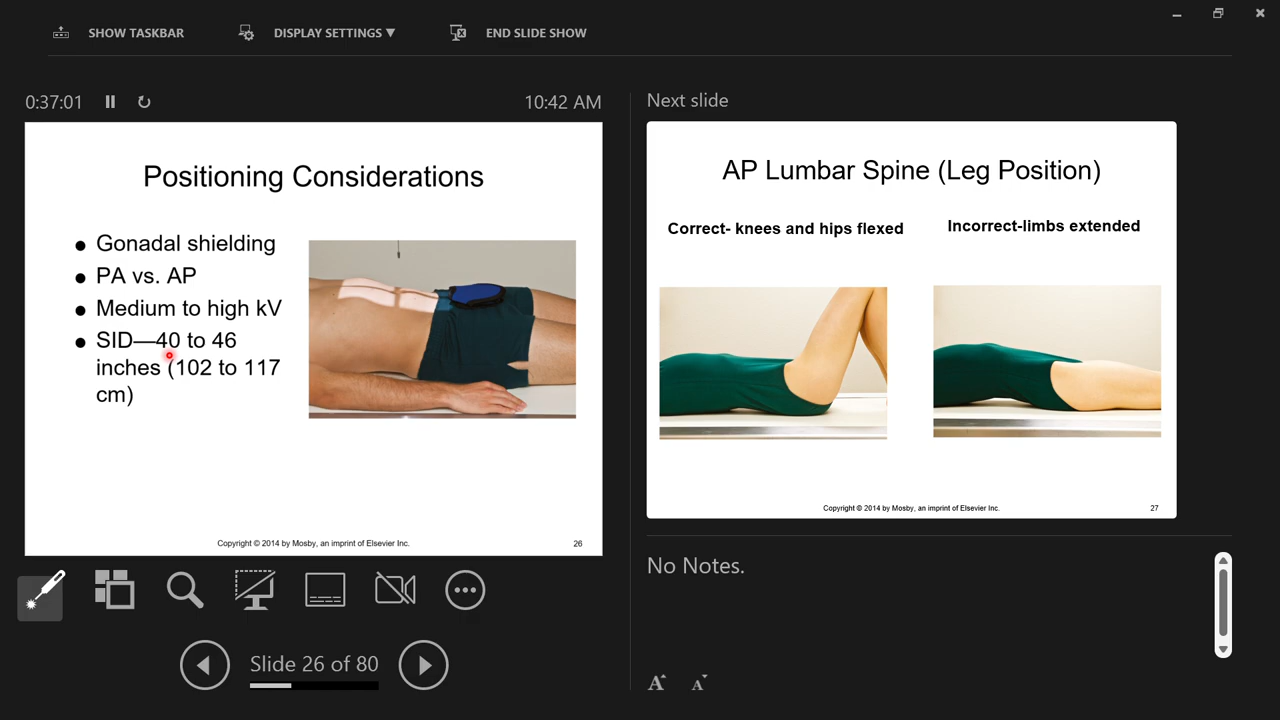 SHOW TASKBAR
DISPLAY SETTINGS ▼
END SLIDE SHOW
0:37:01
10:42 AM
Positioning Considerations
● Gonadal shielding
● PA vs. AP
● Medium to high kV
● SID—40 to 46
inches (102 to 117
cm)
Copyright © 2014 by Mosby, an imprint of Elsevier Inc.
26
Slide 26 of 80
Next slide
AP Lumbar Spine (Leg Position)
Correct- knees and hips flexed
Incorrect-limbs extended
Copyright © 2014 by Mosby, an imprint of Elsevier Inc.
27
No Notes.
A A